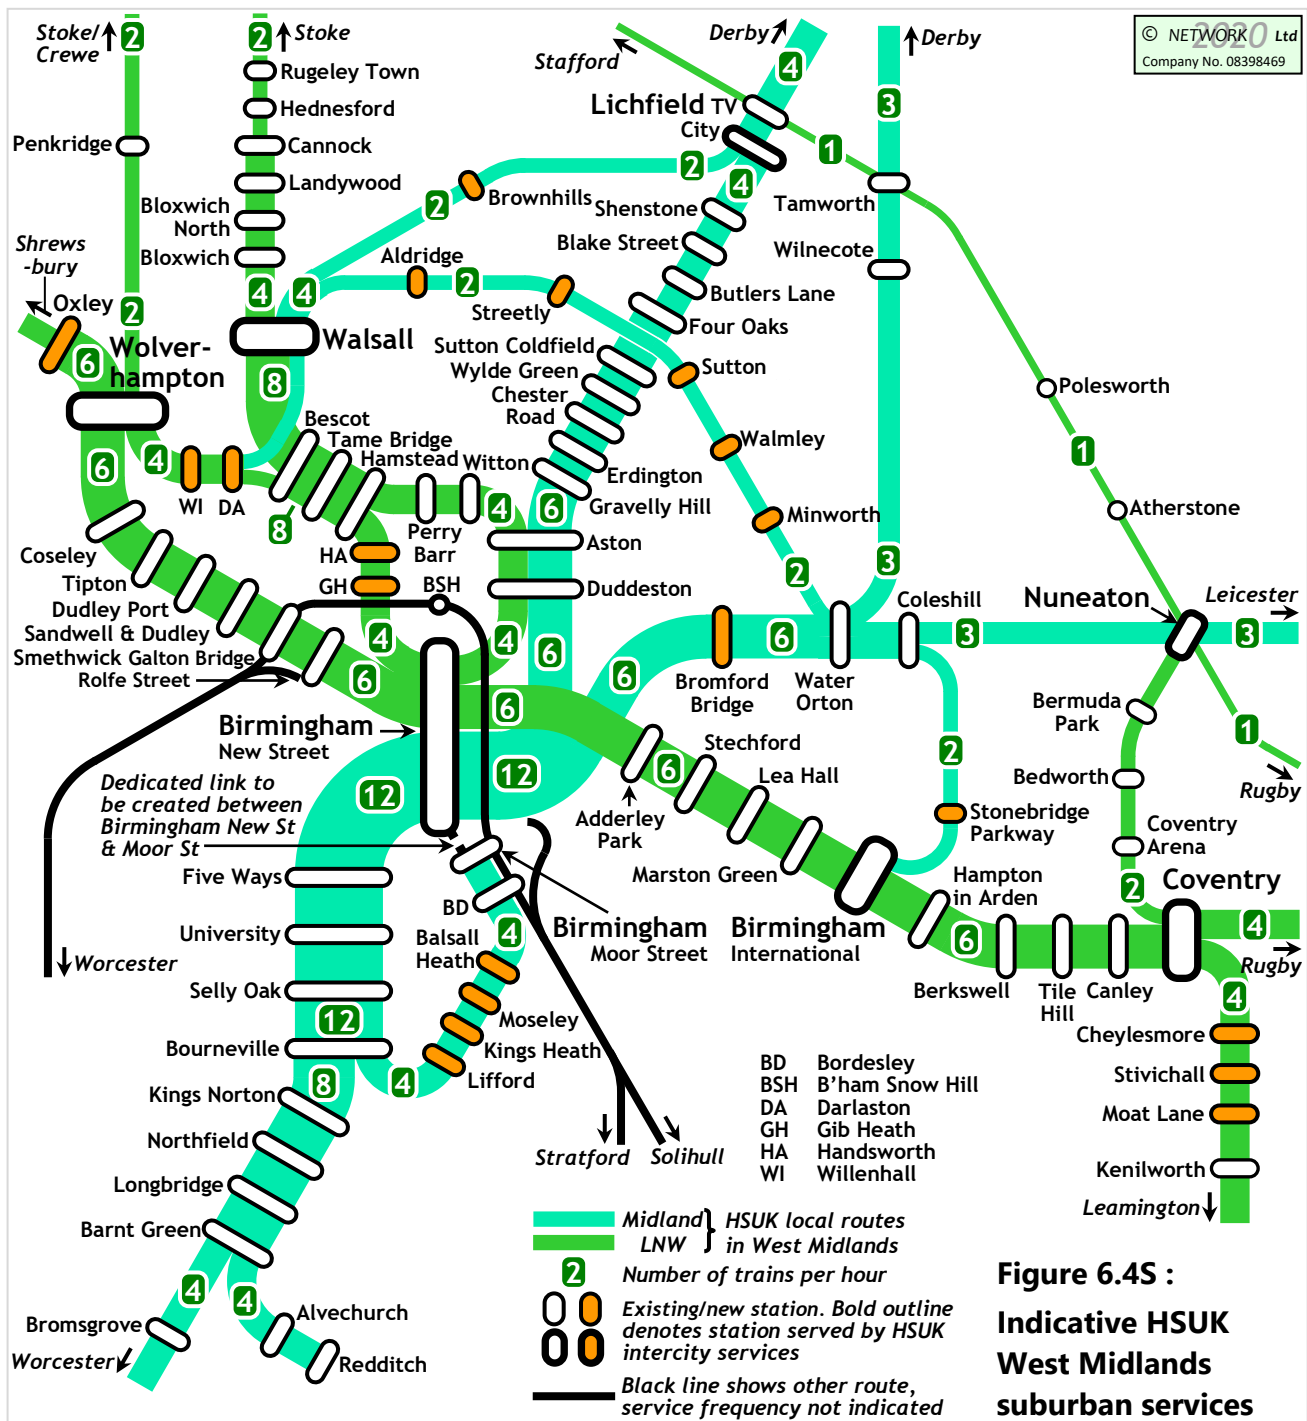 Stoke/
Crewe
2
2
Stoke
Rugeley Town
Hednesford
Penkridge
Cannock
Landywood
Bloxwich
North
Bloxwich
Shrews
-bury
Oxley
2
4
4
6
Wolver-
hampton
Walsall
8
Stafford
Derby
4
Derby
© NETWORK 2020 Ltd
Company No. 08398469
Lichfield TV
City
3
1
2
4
2
Brownhills
Shenstone
Tamworth
Blake Street
Wilnecote
Aldridge
2
Streetly
Butlers Lane
Four Oaks
Sutton Coldfield
Sutton
Wylde Green
Chester
Road
Polesworth
Walmley
1
Bescot
Tame Bridge
Hamstead
Witton
Erdington
Gravelly Hill
6
4
WI
DA
8
Perry
Barr
4
6
Minworth
Atherstone
Coseley
Tipton
Dudley Port
Sandwell & Dudley
Smethwick Galton Bridge
Rolfe Street
HA
GH
BSH
Aston
Duddeston
2
3
Coleshill
Nuneaton
Leicester
4
4
6
6
6
6
6
3
3
Bromford
Bridge
Water
Orton
Bermuda
Park
1
Rugby
Birmingham
New Street
6
Stechford
Lea Hall
2
Bedworth
Dedicated link to
be created between
Birmingham New St
& Moor St
12
12
Adderley
Park
Stonebridge
Parkway
Coventry
Arena
Marston Green
Hampton
in Arden
2
Coventry
Five Ways
BD
Birmingham
Moor Street
Birmingham
International
University
Balsall
Heath
4
6
4
Rugby
Worcester
Selly Oak
Berkswell
Tile
Hill
Canley
4
12
Moseley
Cheylesmore
Bourneville
Kings Heath
8
4
Lifford
Stivichall
Kings Norton
Moat Lane
Northfield
Stratford
Solihull
Kenilworth
Longbridge
Leamington
Barnt Green
BD Bordesley
BSH B'ham Snow Hill
DA Darlaston
GH Gib Heath
HA Handsworth
WI Willenhall
4
4
Alvechurch
Bromsgrove
Worcester
Redditch
Midland
LNW
HSUK local routes
in West Midlands
2 Number of trains per hour
Existing/new station. Bold outline
denotes station served by HSUK
intercity services
Black line shows other route,
service frequency not indicated
Figure 6.4S :
Indicative HSUK
West Midlands
suburban services